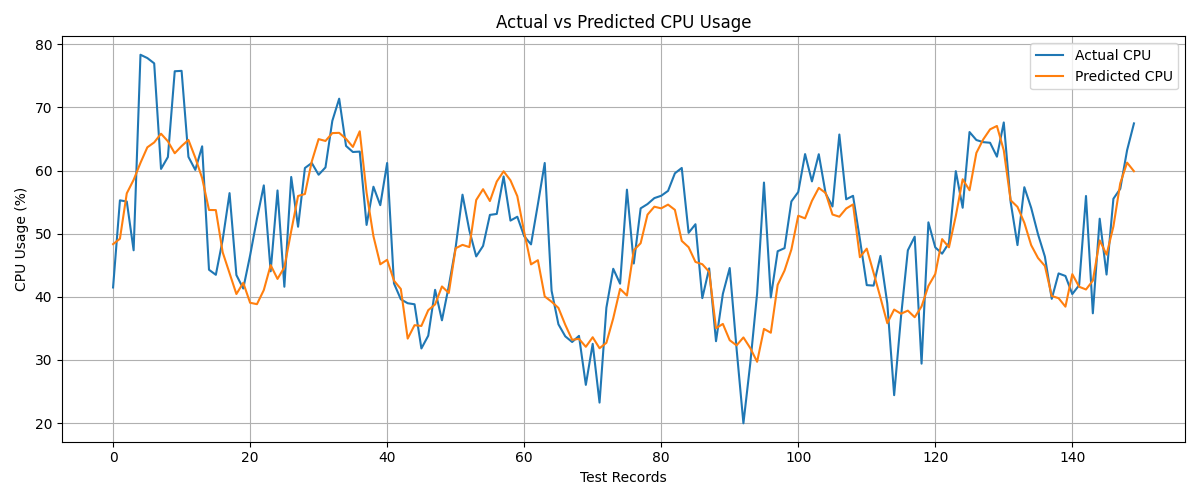 Actual vs Predicted CPU Usage
Actual CPU
Predicted CPU
CPU Usage (%)
80
70
60
50
40
30
20
0 20 40 60 80 100 120 140
Test Records